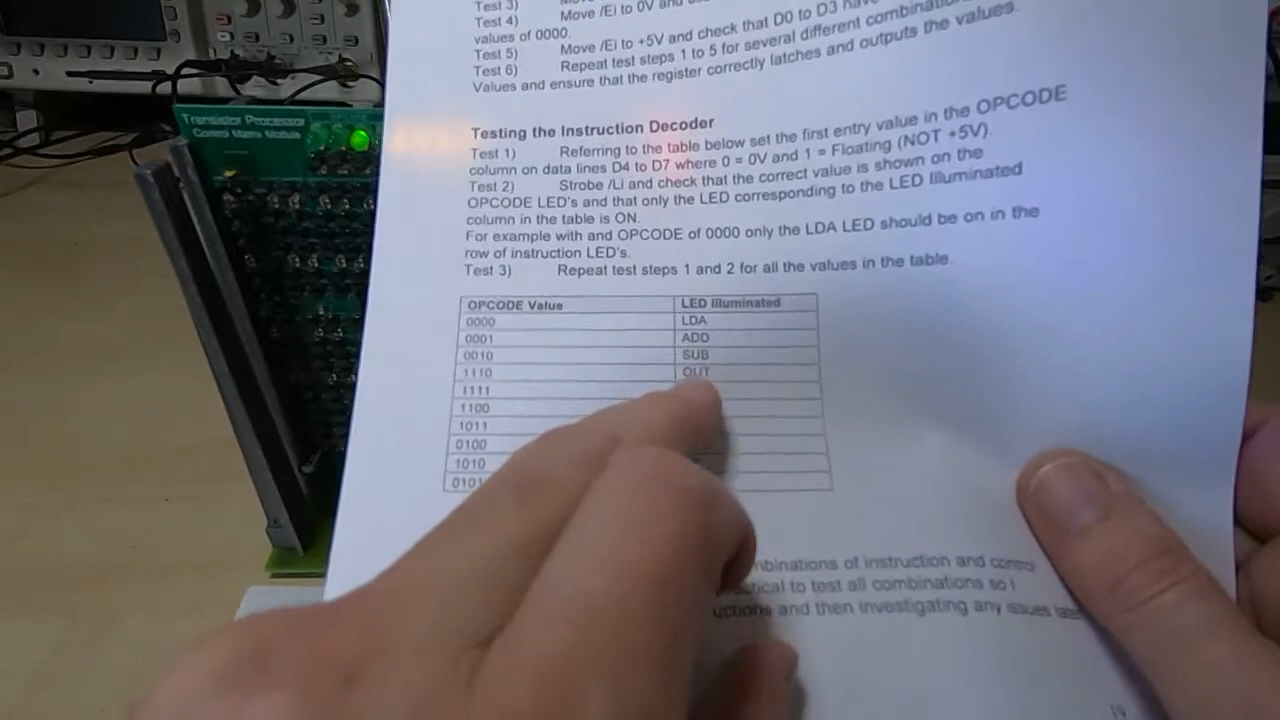 Test 3)
Test 4) Move /Ei to 0V and
values of 0000.
Test 5) Move /Ei to +5V and check that D0 to D3 have
Test 6) Repeat test steps 1 to 5 for several different
Values and ensure that the register correctly latches and outputs the values.
Transistor Processor
Control Matrix Module
Testing the Instruction Decoder
Test 1) Referring to the table below set the first entry value in the OPCODE
column on data lines D4 to D7 where 0 = 0V and 1 = Floating (NOT +5V).
Test 2) Strobe /Li and check that the correct value is shown on the
OPCODE LED's and that only the LED corresponding to the LED Illuminated
column in the table is ON.
For example with and OPCODE of 0000 only the LDA LED should be on in the
row of instruction LED's.
Test 3) Repeat test steps 1 and 2 for all the values in the table.
OPCODE Value LED Illuminated
0000 LDA
0001 ADD
0010 SUB
1110 OUT
1111
1100
1011
0100
1010
0101
of instruction and control
to test all combinations so I
and then investigating any issues
19